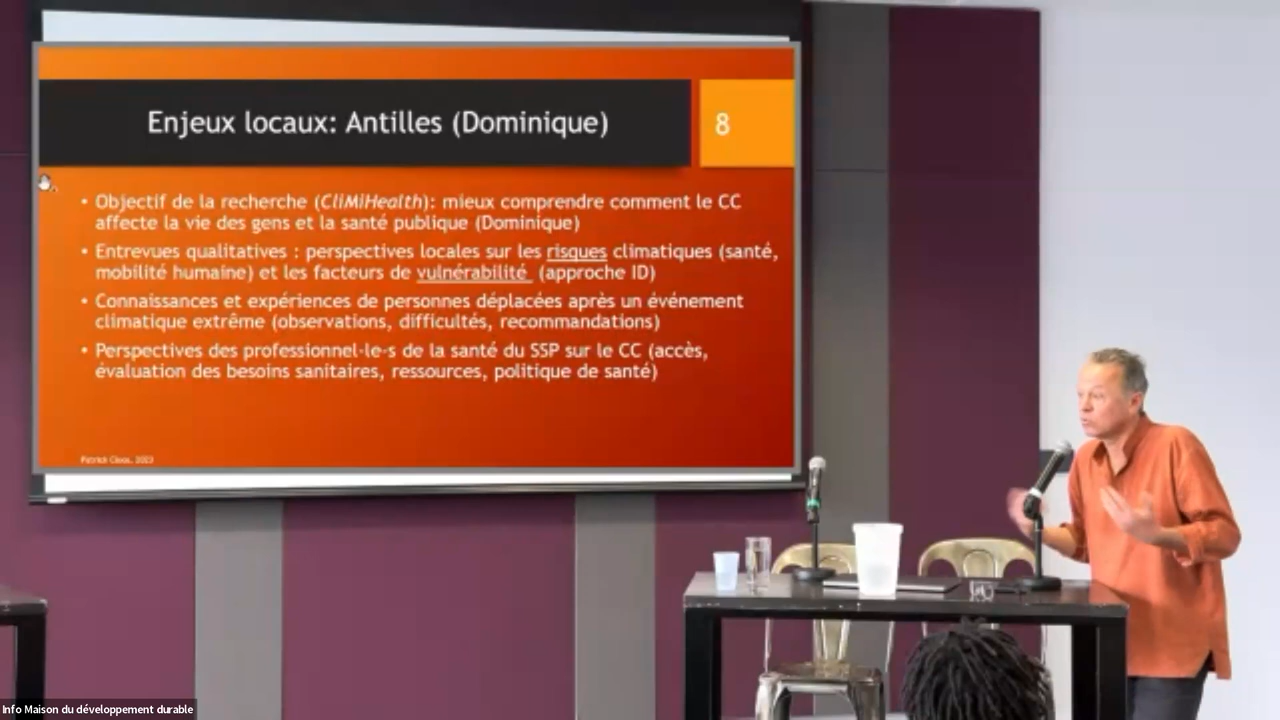 Enjeux locaux: Antilles (Dominique)
8
• Objectif de la recherche (CliMiHealth): mieux comprendre comment le CC
affecte la vie des gens et la santé publique (Dominique)
• Entrevues qualitatives : perspectives locales sur les risques climatiques (santé,
mobilité humaine) et les facteurs de vulnérabilité (approche ID)
• Connaissances et expériences de personnes déplacées après un événement
climatique extrême (observations, difficultés, recommandations)
• Perspectives des professionnel-le-s de la santé du SSP sur le CC (accès,
évaluation des besoins sanitaires, ressources, politique de santé)
Patrick Cloos, 2023
Info Maison du développement durable